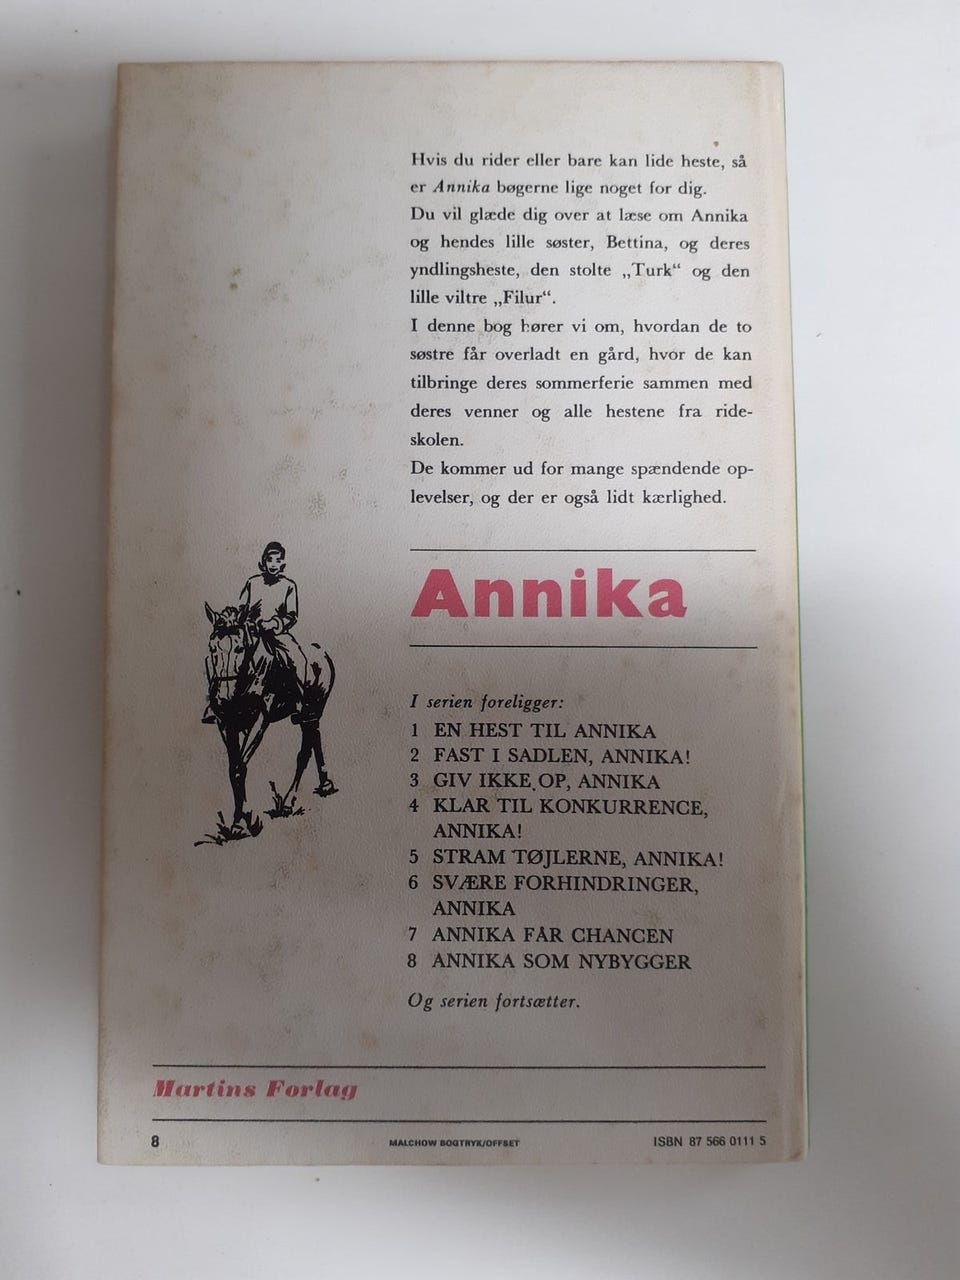 Hvis du rider eller bare kan lide heste, så
er Annika bøgerne lige noget for dig.
Du vil glæde dig over at læse om Annika
og hendes lille søster, Bettina, og deres
yndlingsheste, den stolte „Turk“ og den
lille viltre „Filur“.
I denne bog hører vi om, hvordan de to
søstre får overladt en gård, hvor de kan
tilbringe deres sommerferie sammen med
deres venner og alle hestene fra ride-
skolen.
De kommer ud for mange spændende op-
levelser, og der er også lidt kærlighed.
Annika
I serien foreligger:
1 EN HEST TIL ANNIKA
2 FAST I SADLEN, ANNIKA!
3 GIV IKKE OP, ANNIKA
4 KLAR TIL KONKURRENCE,
ANNIKA!
5 STRAM TØJLERNE, ANNIKA!
6 SVÆRE FORHINDRINGER,
ANNIKA
7 ANNIKA FÅR CHANCEN
8 ANNIKA SOM NYBYGGER
Og serien fortsætter.
Martins Forlag
8 MALCHOW BOGTRYK/OFFSET ISBN 87 566 0111 5